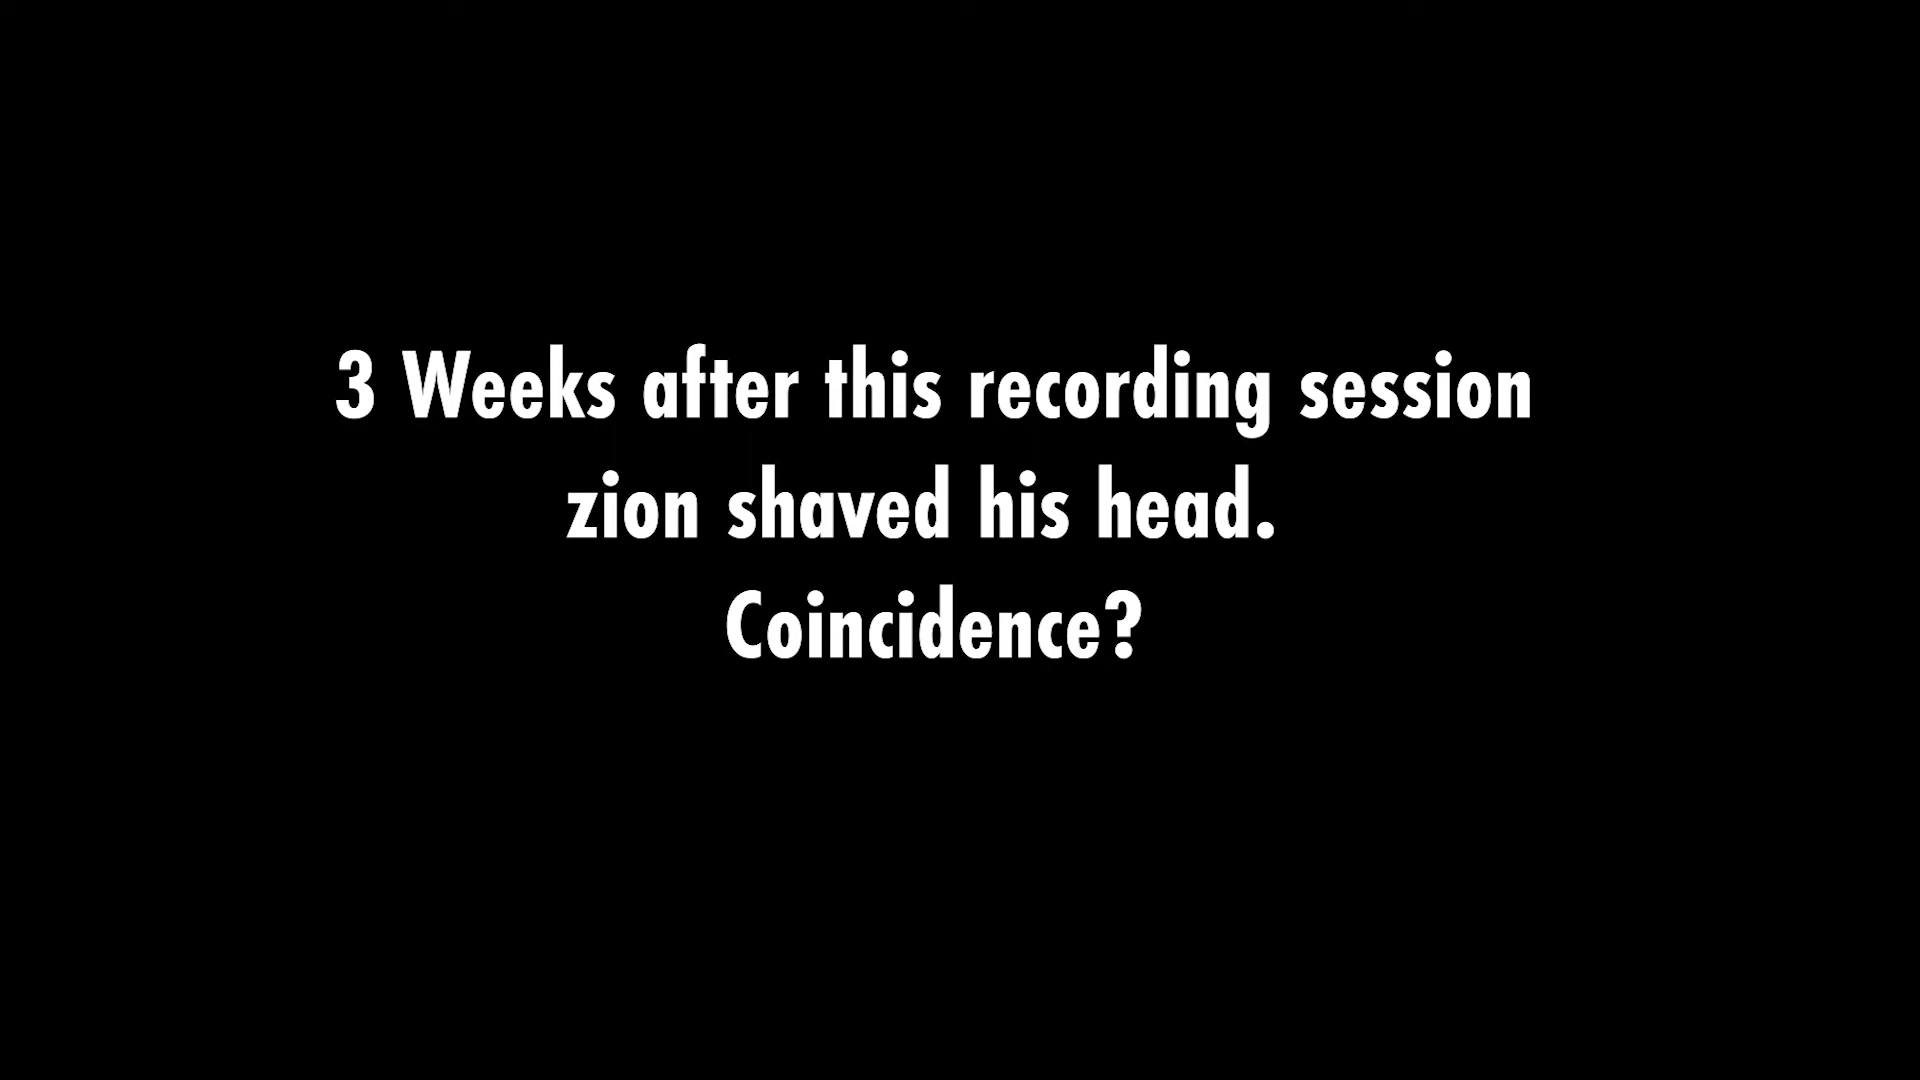 3 Weeks after this recording session
zion shaved his head.
Coincidence?